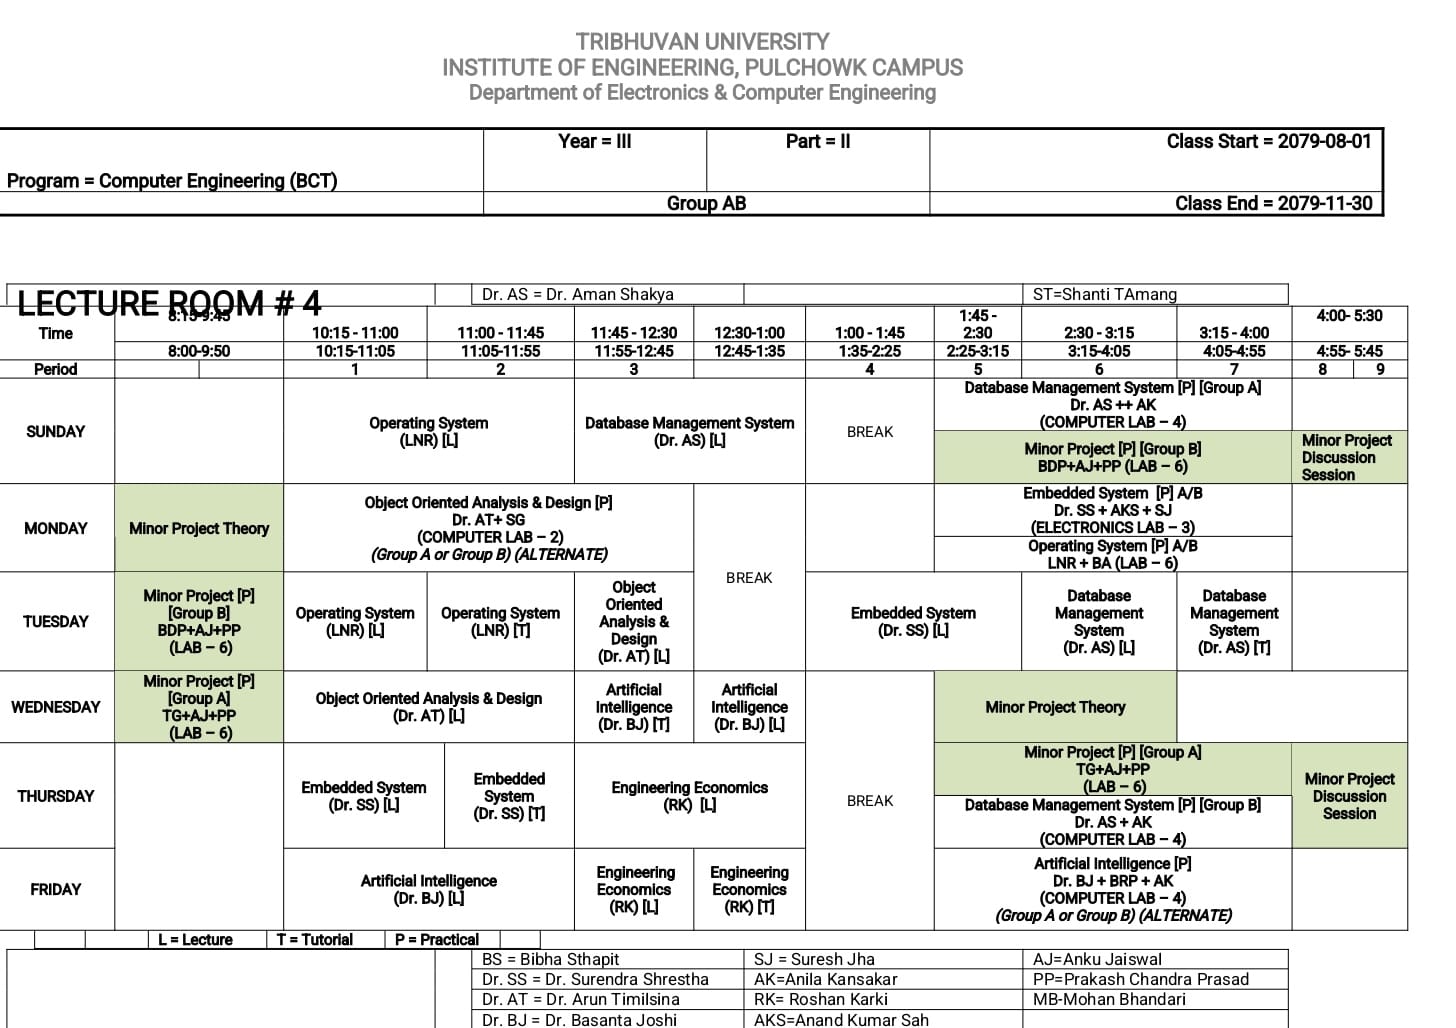 TRIBHUVAN UNIVERSITY
INSTITUTE OF ENGINEERING, PULCHOWK CAMPUS
Department of Electronics & Computer Engineering
Year = III
Part = II
Class Start = 2079-08-01
Program = Computer Engineering (BCT)
Group AB
Class End = 2079-11-30
LECTURE ROOM # 4
Dr. AS = Dr. Aman Shakya
ST=Shanti TAmang
Time
8:15-9:45
10:15 - 11:00
11:00 - 11:45
11:45 - 12:30
12:30-1:00
1:00 - 1:45
1:45 -
2:30
2:30 - 3:15
3:15 - 4:00
4:00- 5:30
8:00-9:50
10:15-11:05
11:05-11:55
11:55-12:45
12:45-1:35
1:35-2:25
2:25-3:15
3:15-4:05
4:05-4:55
4:55- 5:45
Period
1
2
3
4
5
6
7
8
9
SUNDAY
Operating System
(LNR) [L]
Database Management System
(Dr. AS) [L]
BREAK
Database Management System [P] [Group A]
Dr. AS ++ AK
(COMPUTER LAB – 4)
Minor Project [P] [Group B]
BDP+AJ+PP (LAB – 6)
Minor Project
Discussion
Session
MONDAY
Minor Project Theory
Object Oriented Analysis & Design [P]
Dr. AT+ SG
(COMPUTER LAB – 2)
(Group A or Group B) (ALTERNATE)
BREAK
Embedded System  [P] A/B
Dr. SS + AKS + SJ
(ELECTRONICS LAB – 3)
Operating System [P] A/B
LNR + BA (LAB – 6)
TUESDAY
Minor Project [P]
[Group B]
BDP+AJ+PP
(LAB – 6)
Operating System
(LNR) [L]
Operating System
(LNR) [T]
Object
Oriented
Analysis &
Design
(Dr. AT) [L]
Embedded System
(Dr. SS) [L]
Database
Management
System
(Dr. AS) [L]
Database
Management
System
(Dr. AS) [T]
WEDNESDAY
Minor Project [P]
[Group A]
TG+AJ+PP
(LAB – 6)
Object Oriented Analysis & Design
(Dr. AT) [L]
Artificial
Intelligence
(Dr. BJ) [T]
Artificial
Intelligence
(Dr. BJ) [L]
Minor Project Theory
THURSDAY
Embedded System
(Dr. SS) [L]
Embedded
System
(Dr. SS) [T]
Engineering Economics
(RK)  [L]
BREAK
Minor Project [P] [Group A]
TG+AJ+PP
(LAB – 6)
Database Management System [P] [Group B]
Dr. AS + AK
(COMPUTER LAB – 4)
Minor Project
Discussion
Session
FRIDAY
Artificial Intelligence
(Dr. BJ) [L]
Engineering
Economics
(RK) [L]
Engineering
Economics
(RK) [T]
Artificial Intelligence [P]
Dr. BJ + BRP + AK
(COMPUTER LAB – 4)
(Group A or Group B) (ALTERNATE)
L = Lecture
T = Tutorial
P = Practical
BS = Bibha Sthapit
SJ = Suresh Jha
AJ=Anku Jaiswal
Dr. SS = Dr. Surendra Shrestha
AK=Anila Kansakar
PP=Prakash Chandra Prasad
Dr. AT = Dr. Arun Timilsina
RK= Roshan Karki
MB-Mohan Bhandari
Dr. BJ = Dr. Basanta Joshi
AKS=Anand Kumar Sah